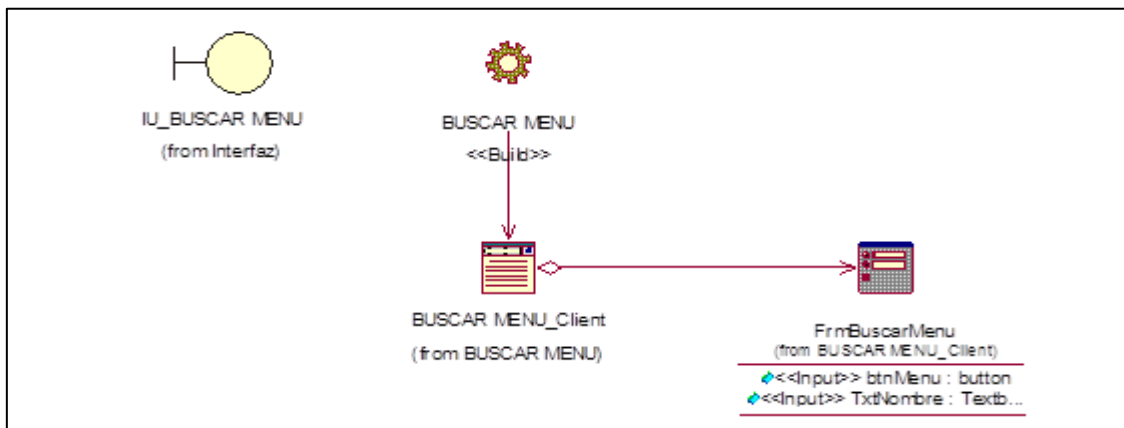 IU_BUSCAR MENU
(from Interfaz)
BUSCAR MENU
<<Build>>
BUSCAR MENU_Client
(from BUSCAR MENU)
FrmBuscarMenu
(from BUSCAR MENU_Client)
<<Input>> btnMenu : button
<<Input>> TxtNombre : Textb...